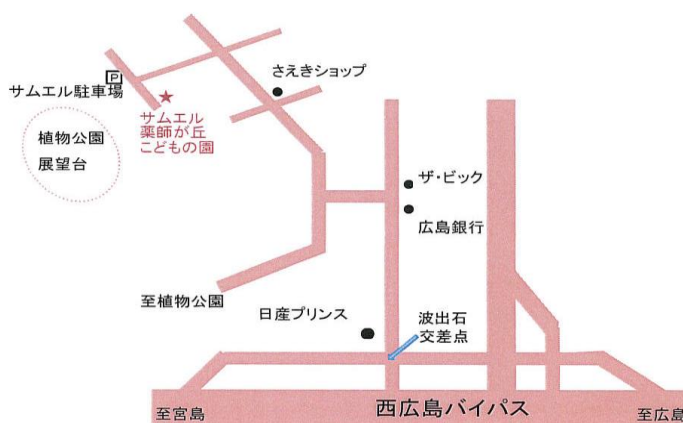 P
サムエル駐車場
さえきショップ
サムエル
薬師が丘
こどもの園
植物公園
展望台
ザ・ビック
広島銀行
至植物公園
日産プリンス
波出石
交差点
西広島バイパス
至宮島
至広島